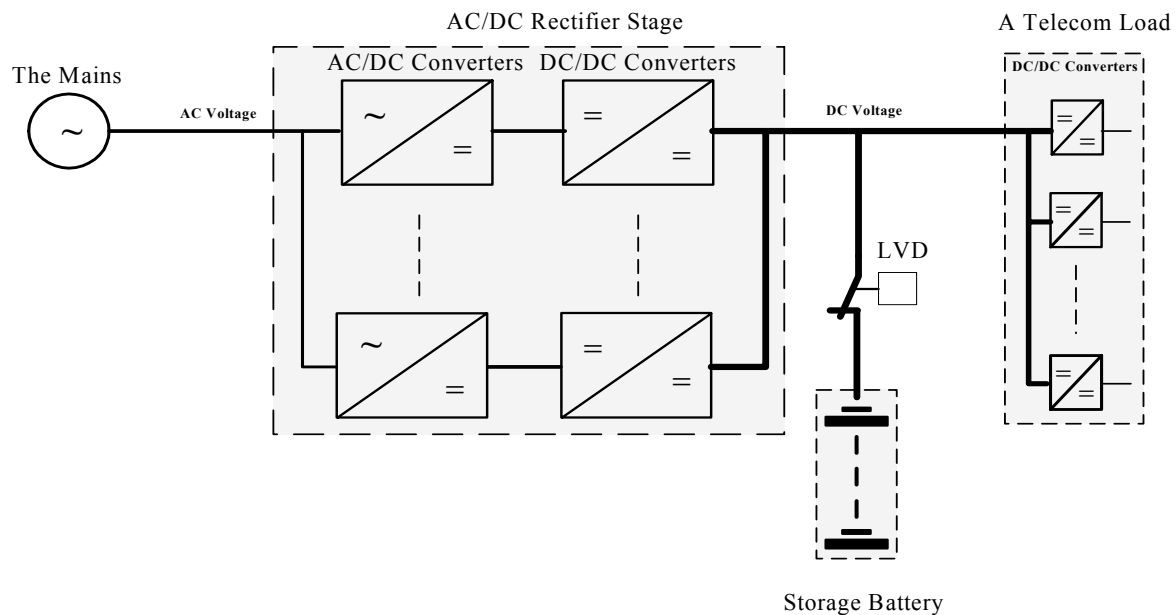 AC/DC Rectifier Stage
A Telecom Load
The Mains
AC/DC Converters
DC/DC Converters
DC/DC Converters
AC Voltage
DC Voltage
~
~
=
=
=
=
=
=
=
LVD
~
=
=
=
=
=
Storage Battery